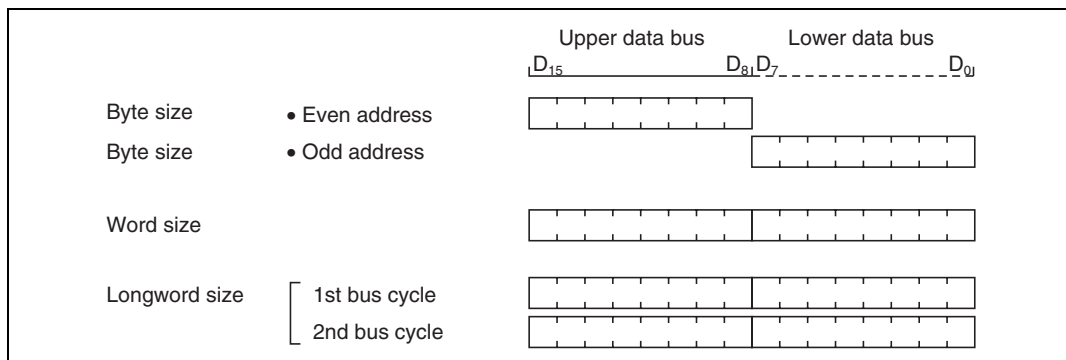 Upper data bus Lower data bus
D15 D8 D7 D0
Byte size • Even address
Byte size • Odd address
Word size
Longword size 1st bus cycle
2nd bus cycle